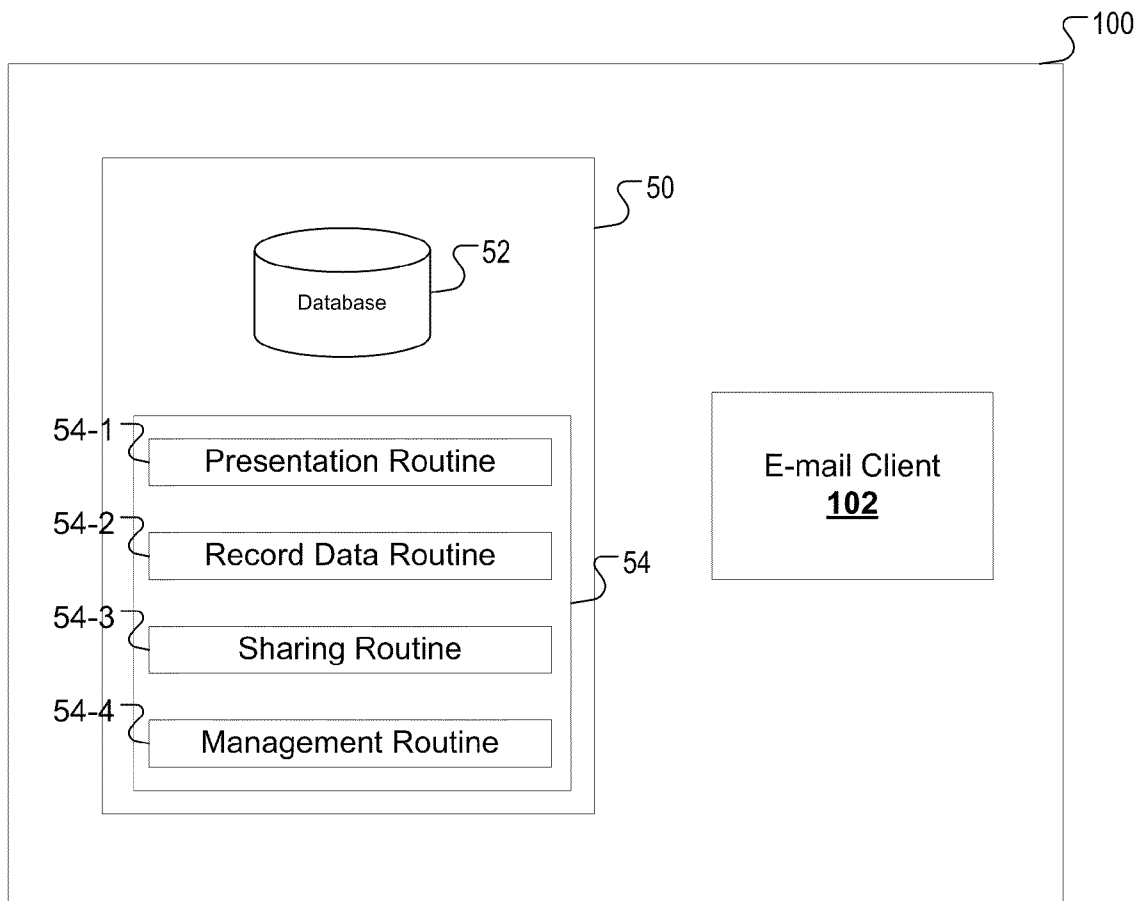 100
50
52
Database
54-1
Presentation Routine
54-2
Record Data Routine
54
54-3
Sharing Routine
54-4
Management Routine
E-mail Client
102